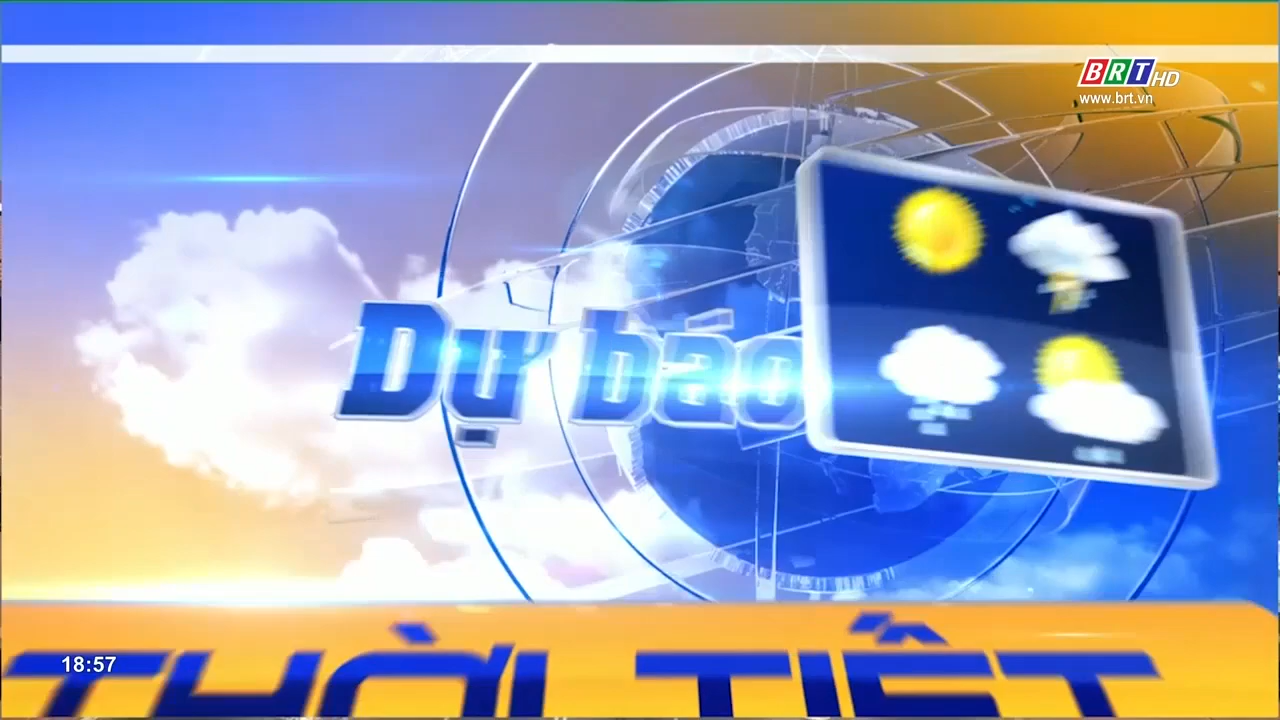 BRT HD
www.brt.vn
Dự báo
THỜI TIẾT
18:57